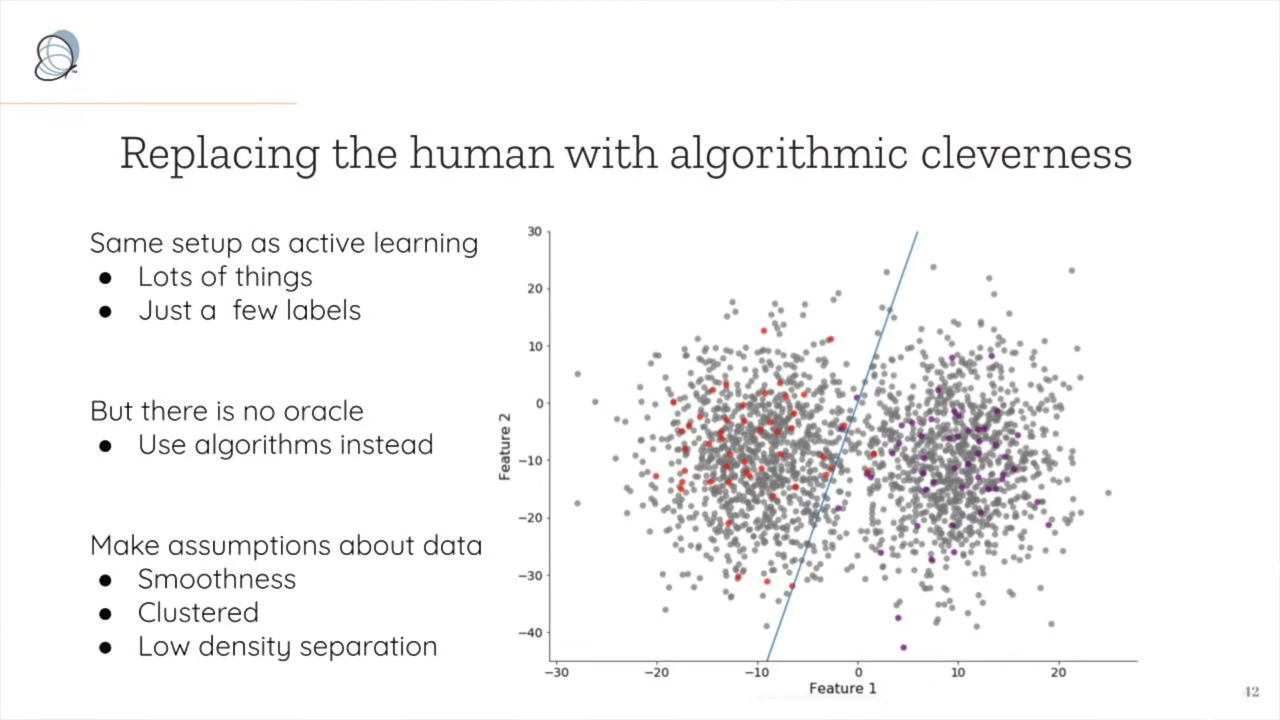 Replacing the human with algorithmic cleverness
Same setup as active learning
● Lots of things
● Just a few labels
But there is no oracle
● Use algorithms instead
Make assumptions about data
● Smoothness
● Clustered
● Low density separation
30
20
10
0
−10
−20
−30
−40
Feature 2
−30 −20 −10 0 10 20
Feature 1
42